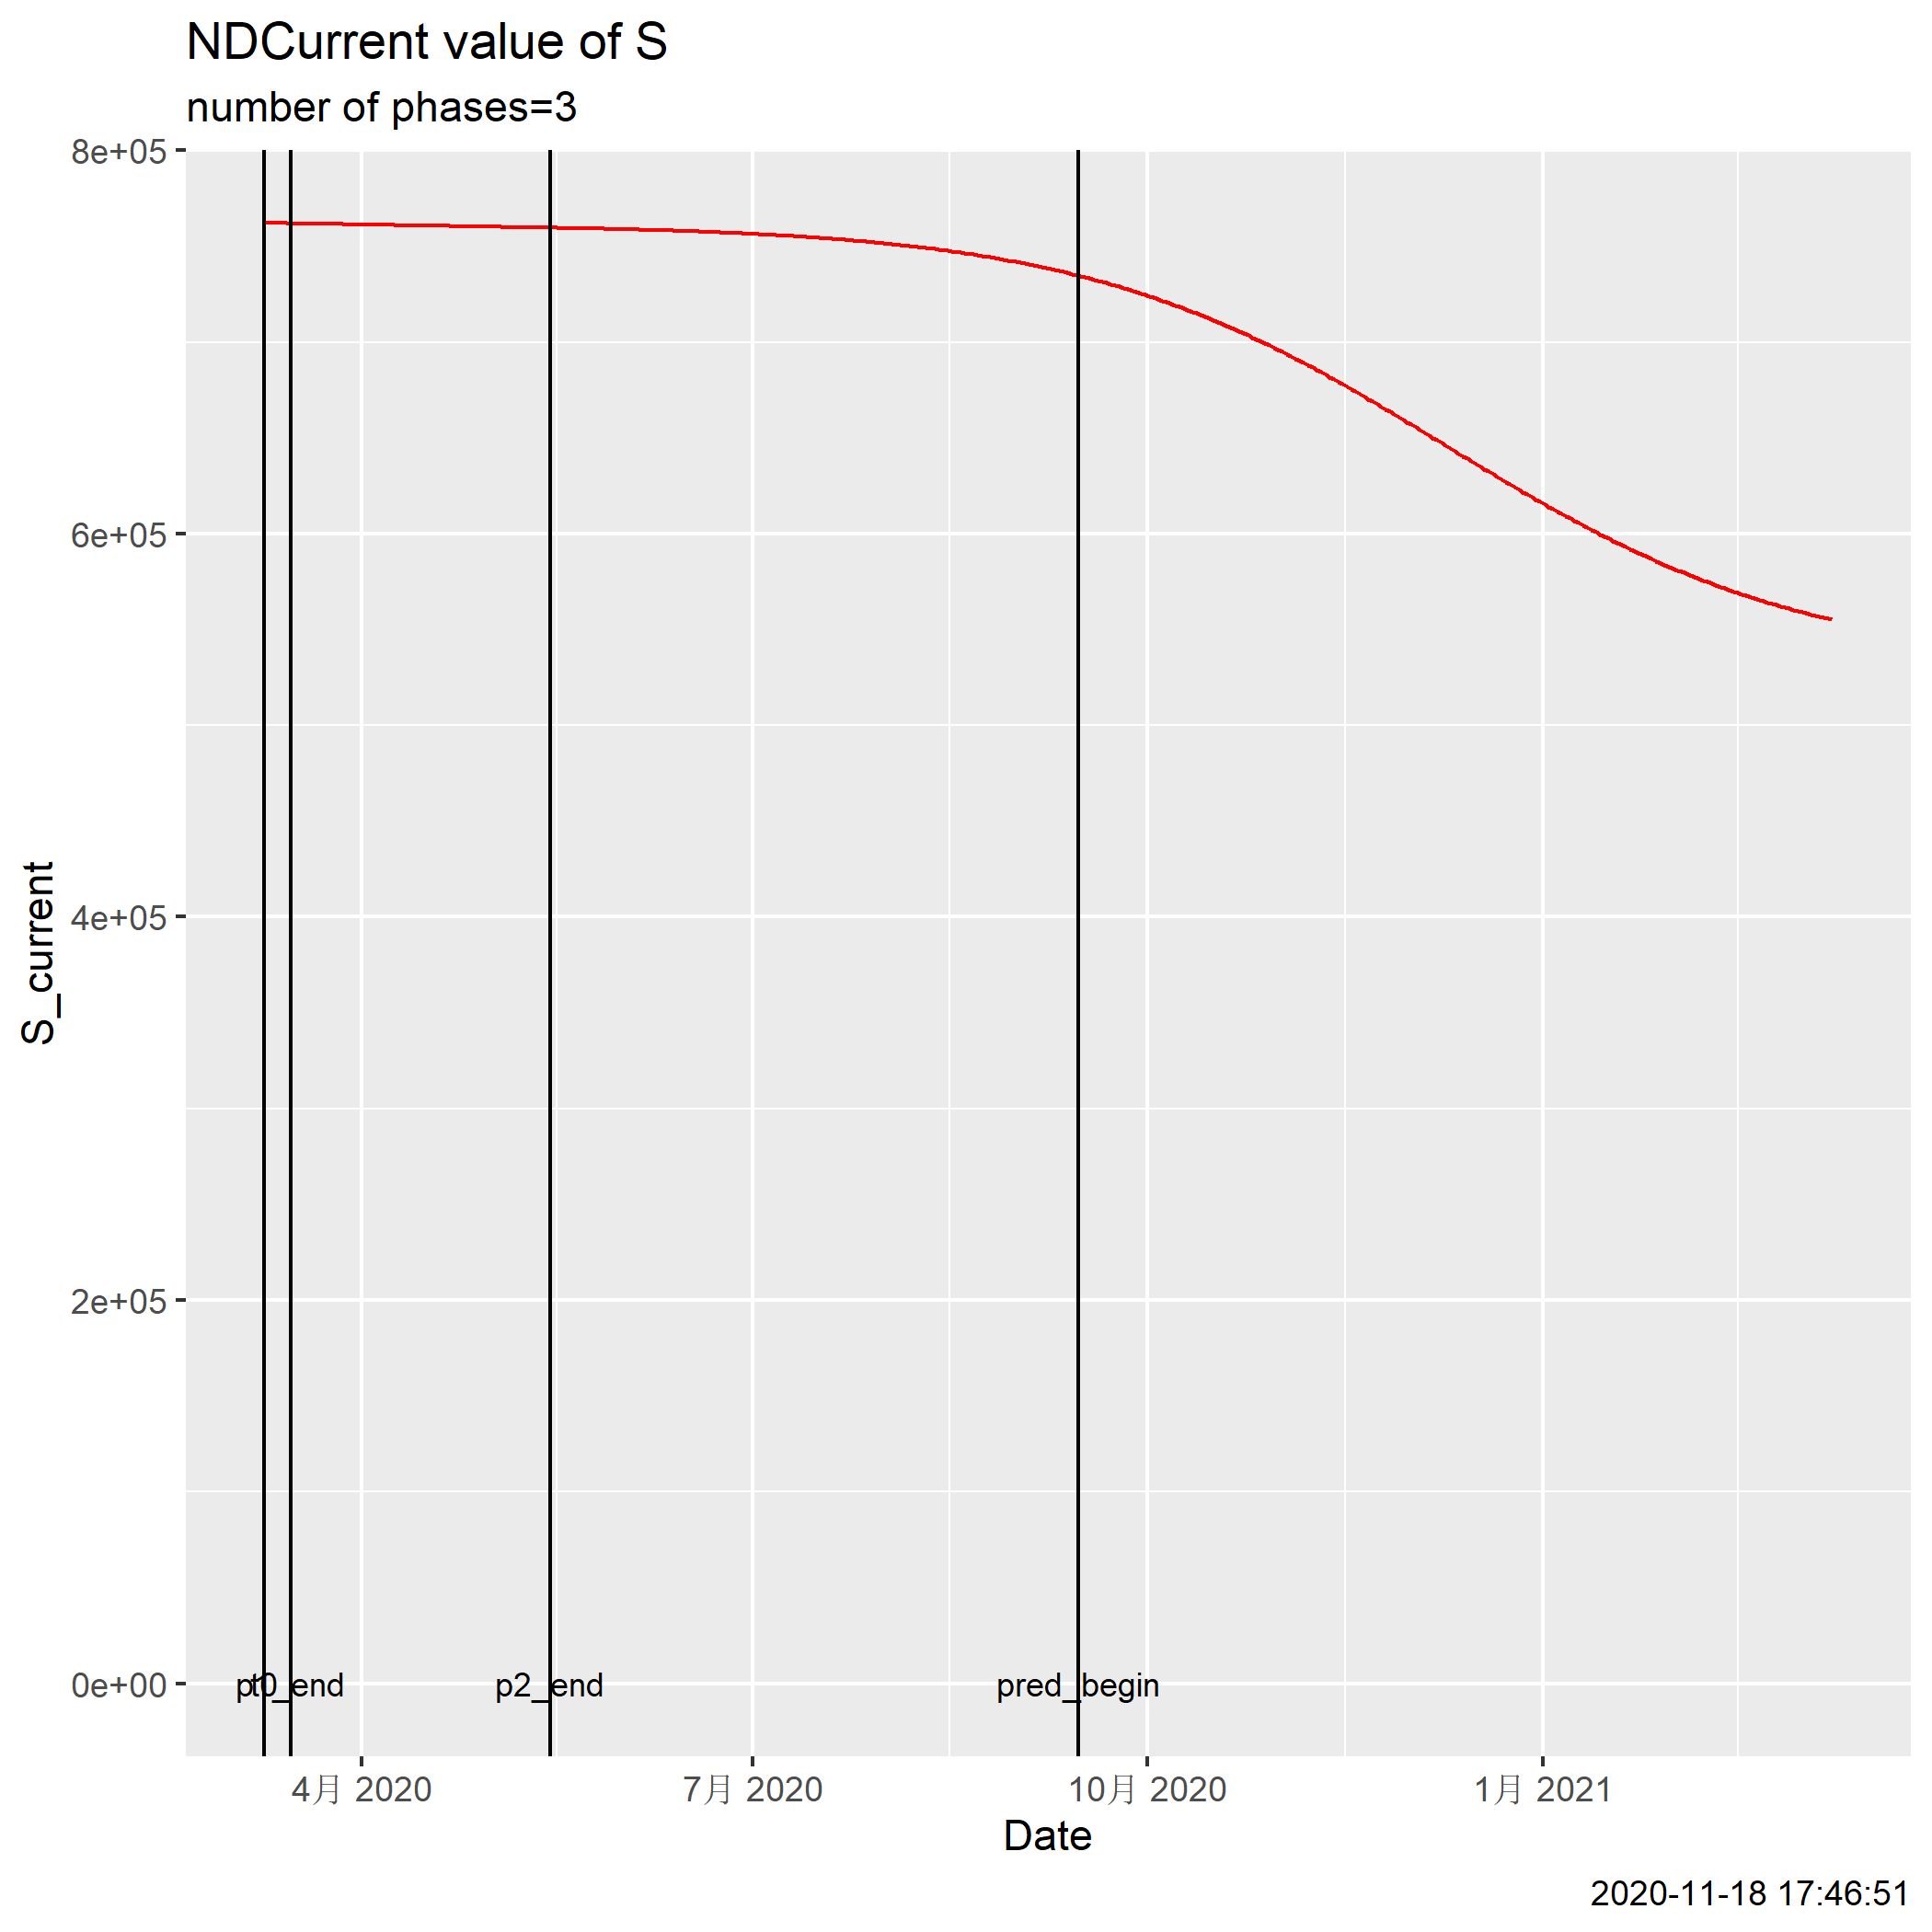 NDCurrent value of S
number of phases=3
8e+05
6e+05
4e+05
2e+05
0e+00
S_current
t0_end
p2_end
pred_begin
4月 2020
7月 2020
10月 2020
1月 2021
Date
2020-11-18 17:46:51